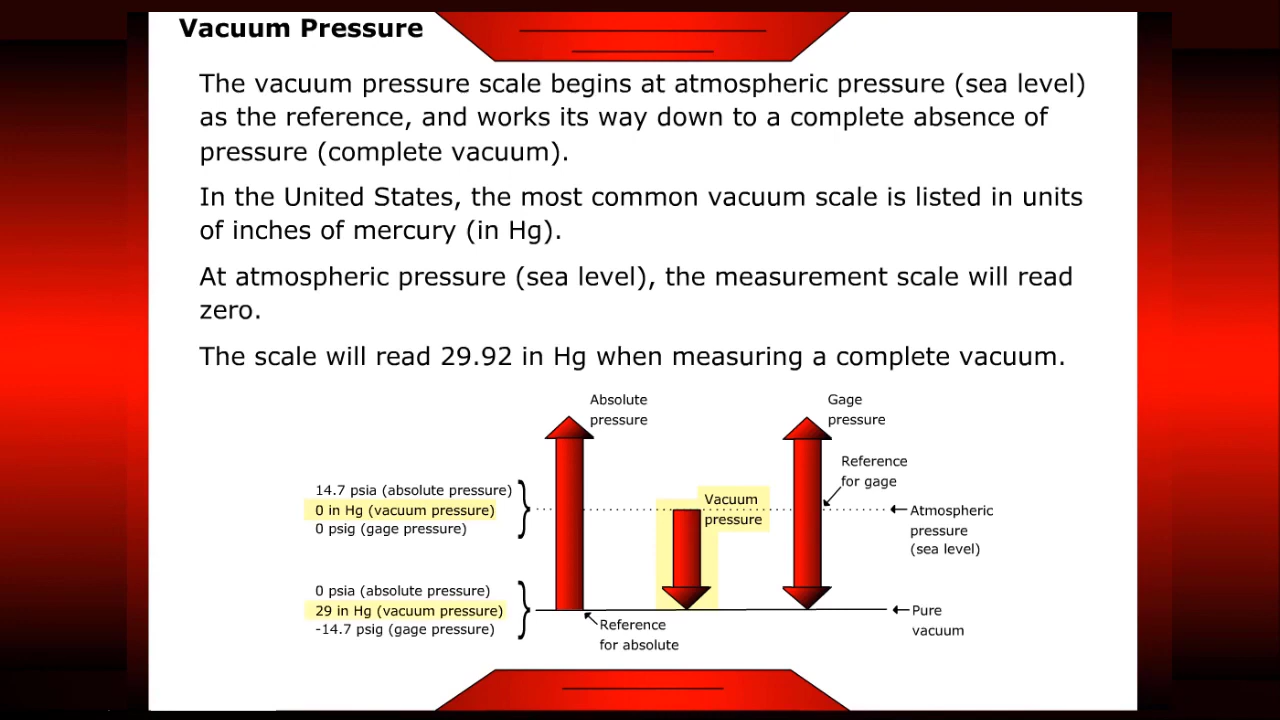 Vacuum Pressure
The vacuum pressure scale begins at atmospheric pressure (sea level)
as the reference, and works its way down to a complete absence of
pressure (complete vacuum).
In the United States, the most common vacuum scale is listed in units
of inches of mercury (in Hg).
At atmospheric pressure (sea level), the measurement scale will read
zero.
The scale will read 29.92 in Hg when measuring a complete vacuum.
Absolute
pressure
Gage
pressure
Reference
for gage
14.7 psia (absolute pressure)
0 in Hg (vacuum pressure)
0 psig (gage pressure)
Vacuum
pressure
Atmospheric
pressure
(sea level)
0 psia (absolute pressure)
29 in Hg (vacuum pressure)
-14.7 psig (gage pressure)
Reference
for absolute
Pure
vacuum